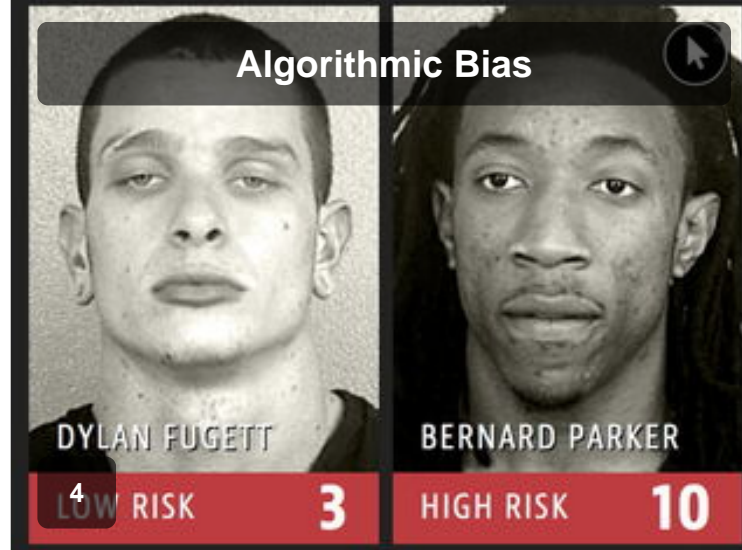 Algorithmic Bias
DYLAN FUGETT
BERNARD PARKER
4
LOW RISK 3
HIGH RISK 10